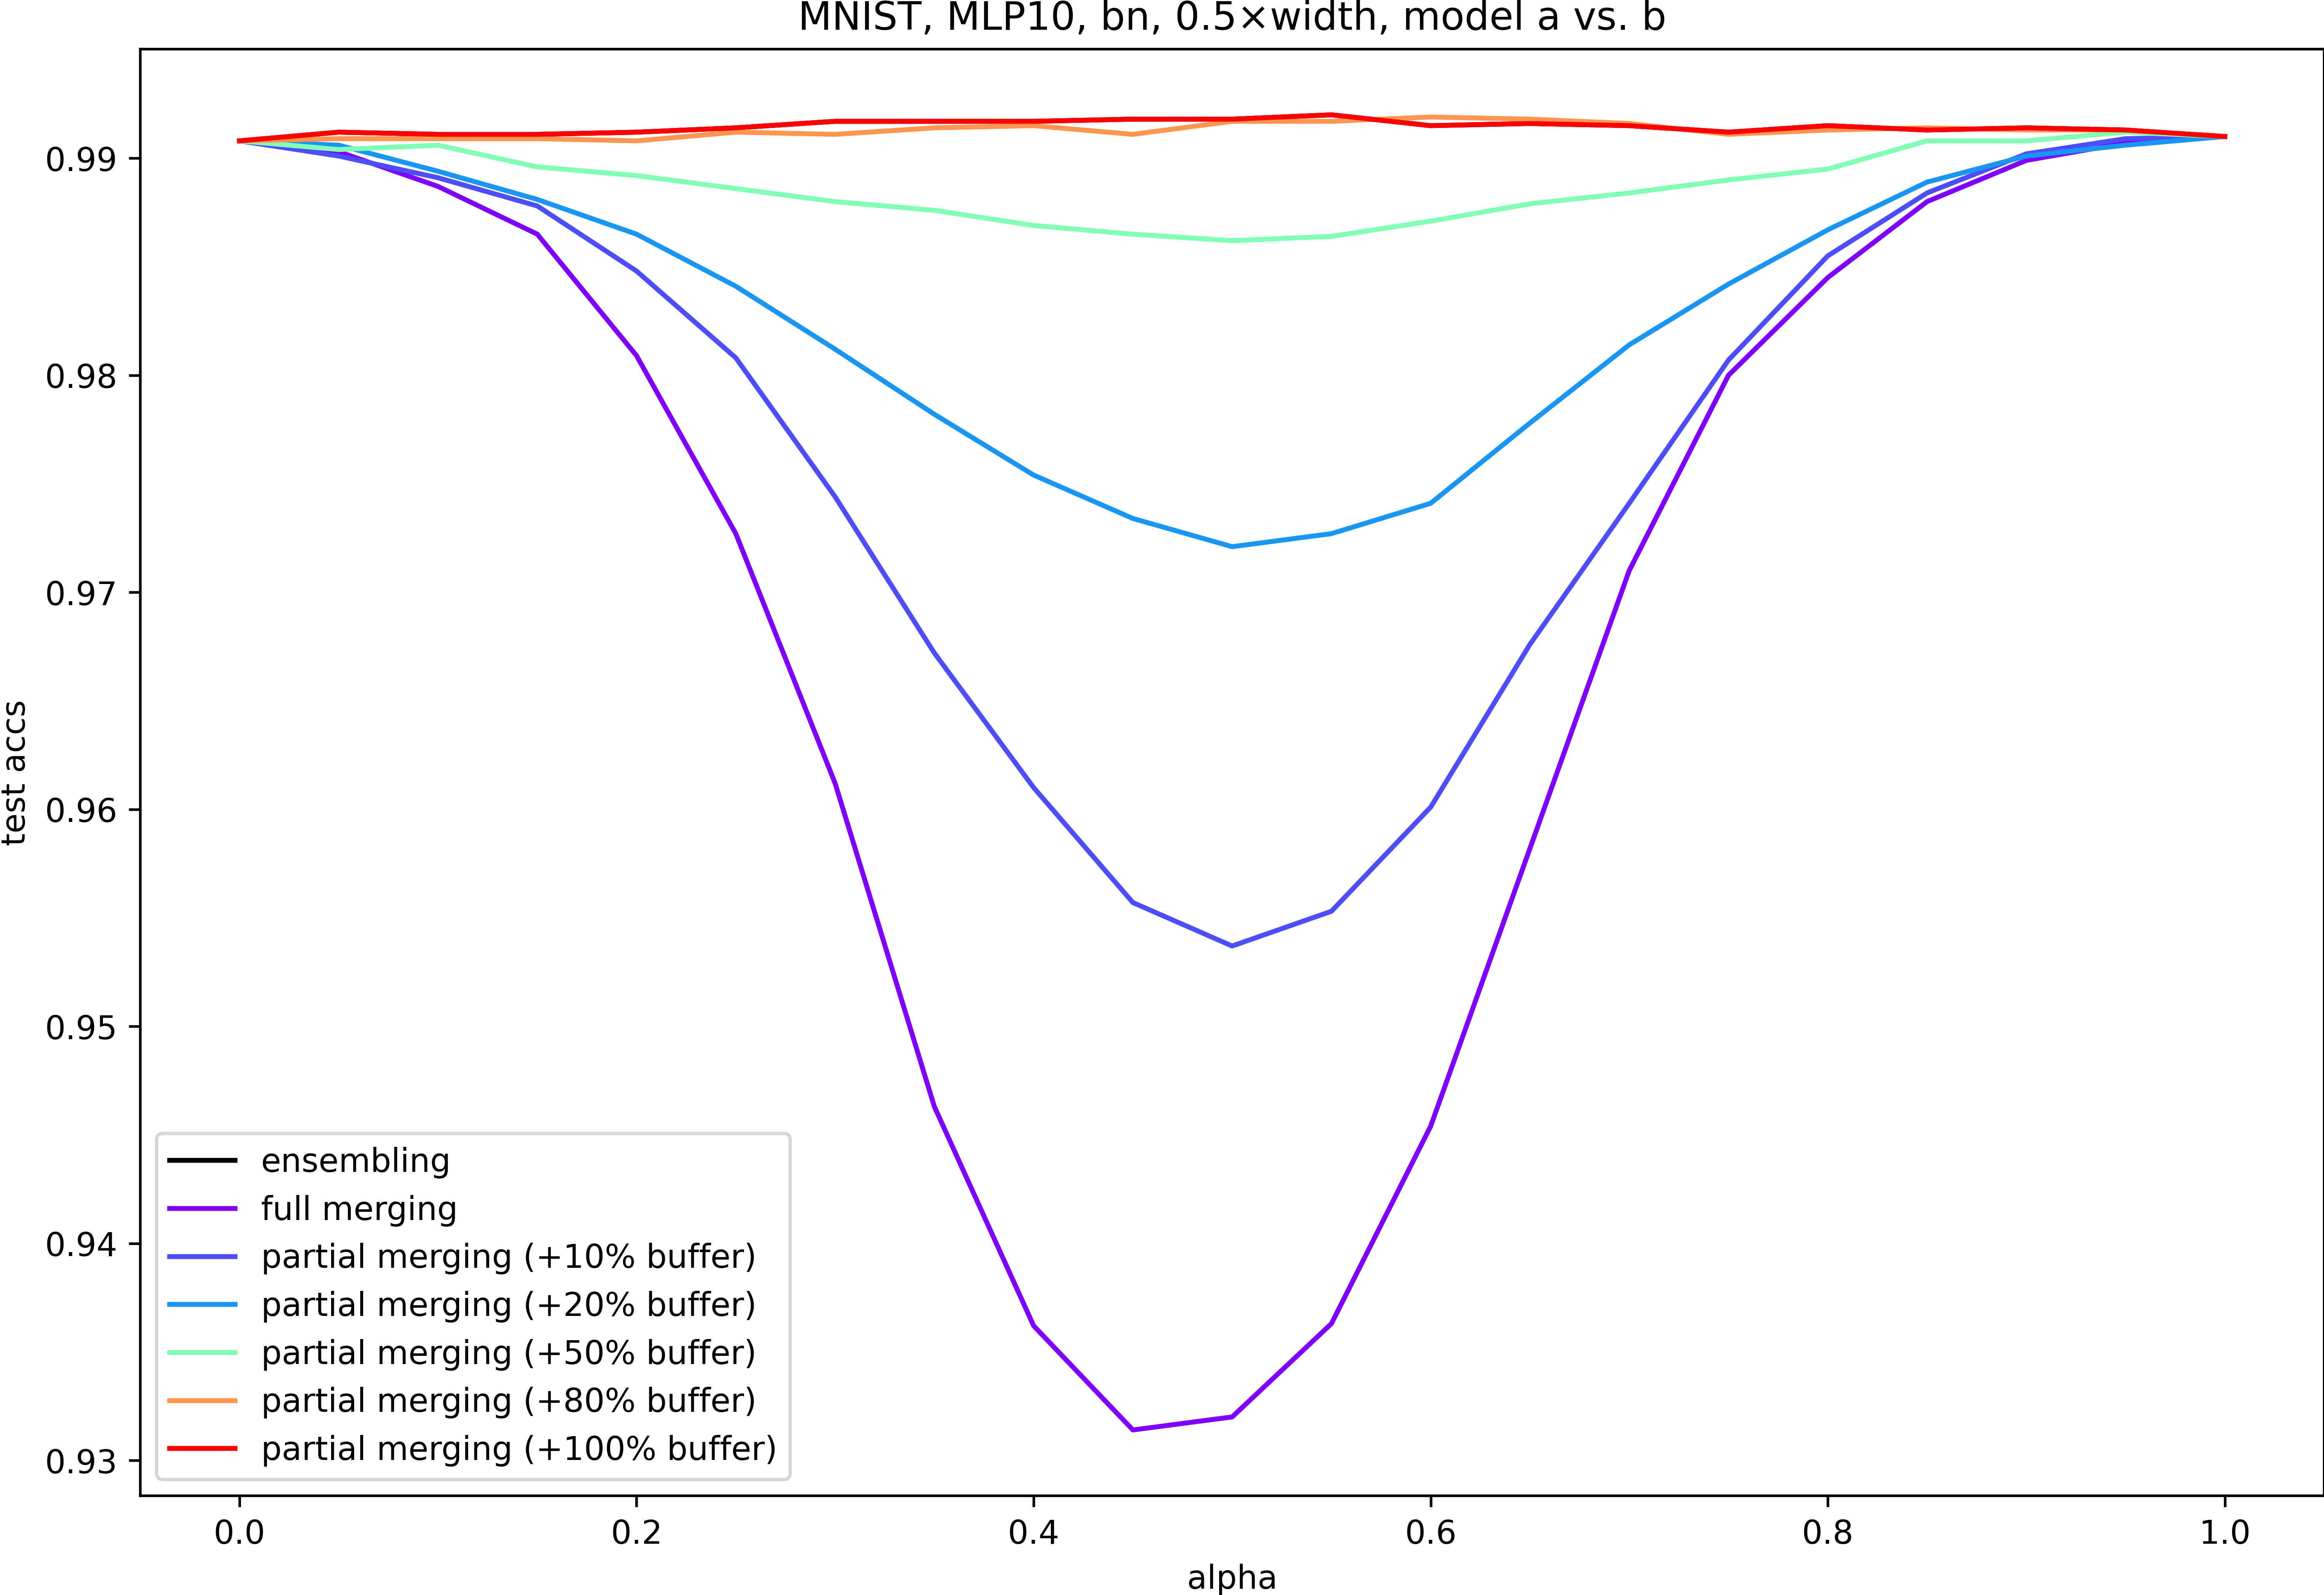 MNIST, MLP10, bn, 0.5×width, model a vs. b
0.99
0.98
0.97
0.96
0.95
0.94
0.93
test accs
ensembling
full merging
partial merging (+10% buffer)
partial merging (+20% buffer)
partial merging (+50% buffer)
partial merging (+80% buffer)
partial merging (+100% buffer)
0.0 0.2 0.4 0.6 0.8 1.0
alpha